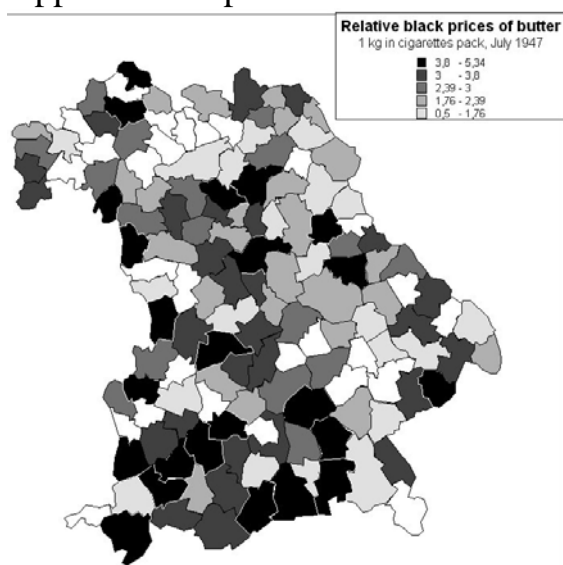 Relative black prices of butter
1 kg in cigarettes pack, July 1947
3,8 - 5,34
3 - 3,8
2,39 - 3
1,76 - 2,39
0,5 - 1,76